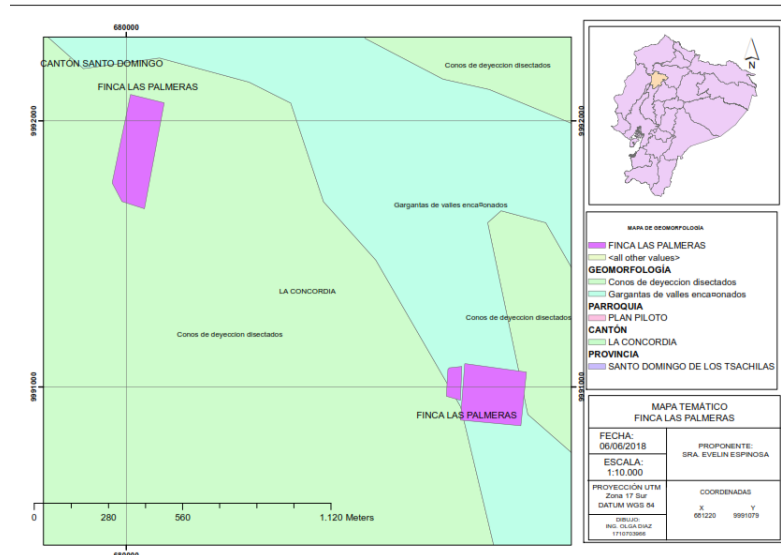 680000
CANTÓN SANTO DOMINGO
FINCA LAS PALMERAS
Conos de deyeccion disectados
N
9992000
9992000
Gargantas de valles enca¤onados
LA CONCORDIA
Conos de deyeccion disectados
Conos de deyeccion disectados
9991000
9991000
FINCA LAS PALMERAS
0 280 560 1.120 Meters
680000
MAPA DE GEOMORFOLOGÍA
FINCA LAS PALMERAS
<all other values>
GEOMORFOLOGÍA
Conos de deyeccion disectados
Gargantas de valles enca¤onados
PARROQUIA
PLAN PILOTO
CANTÓN
LA CONCORDIA
PROVINCIA
SANTO DOMINGO DE LOS TSACHILAS
MAPA TEMÁTICO
FINCA LAS PALMERAS
FECHA:
06/06/2018
ESCALA:
1:10.000
PROPONENTE:
SRA. EVELIN ESPINOSA
PROYECCIÓN UTM
Zona 17 Sur
DATUM WGS 84
COORDENADAS
X Y
681220 9991079
DIBUJO:
ING. OLGA DIAZ
1710703966